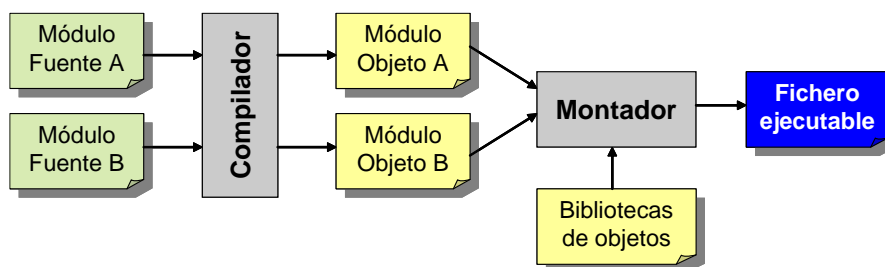 Módulo
Fuente A
Módulo
Fuente B
Compilador
Módulo
Objeto A
Módulo
Objeto B
Montador
Bibliotecas
de objetos
Fichero
ejecutable